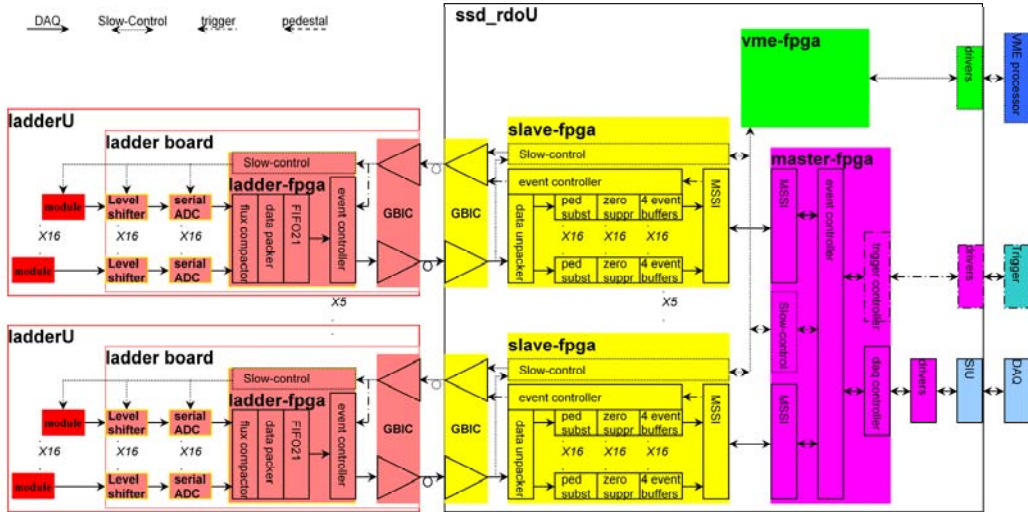 DAQ
Slow-Control
trigger
pedestal
ssd_rdoU
vme-fpga
drivers
VME processor
ladderU
ladder board
Slow-control
ladder-fpga
module
Level
shifter
serial
ADC
X16
X16
X16
module
Level
shifter
serial
ADC
flux compactor
data packer
FIFO21
event controller
GBIC
GBIC
slave-fpga
Slow-control
event controller
data unpacker
ped
subst
zero
suppr
4 event
buffers
X16
X16
X16
ped
subst
zero
suppr
4 event
buffers
MSSI
X5
X5
master-fpga
MSSI
Slow-control
MSSI
event controller
trigger controller
daq controller
drivers
Trigger
drivers
SIU
DAQ
ladderU
ladder board
Slow-control
ladder-fpga
module
Level
shifter
serial
ADC
X16
X16
X16
module
Level
shifter
serial
ADC
flux compactor
data packer
FIFO21
event controller
GBIC
GBIC
slave-fpga
Slow-control
event controller
data unpacker
ped
subst
zero
suppr
4 event
buffers
X16
X16
X16
ped
subst
zero
suppr
4 event
buffers
MSSI